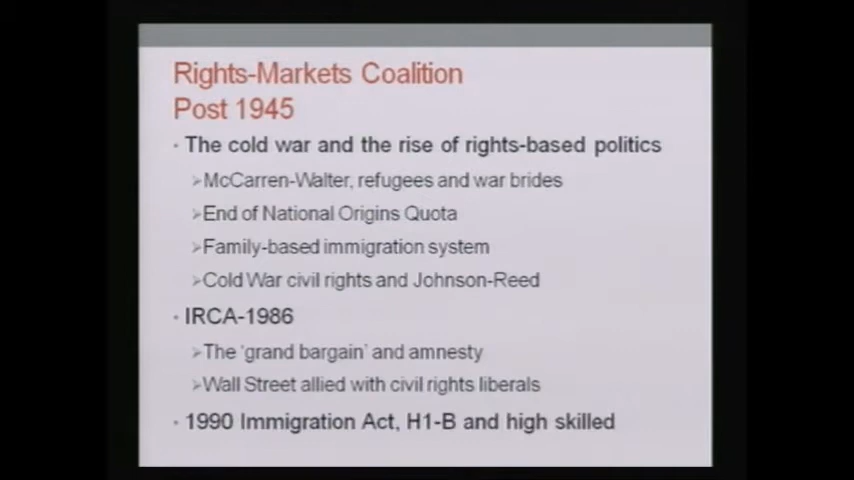 Rights-Markets Coalition
Post 1945
· The cold war and the rise of rights-based politics
➢McCarren-Walter, refugees and war brides
➢End of National Origins Quota
➢Family-based immigration system
➢Cold War civil rights and Johnson-Reed
· IRCA-1986
➢The ‘grand bargain’ and amnesty
➢Wall Street allied with civil rights liberals
· 1990 Immigration Act, H1-B and high skilled